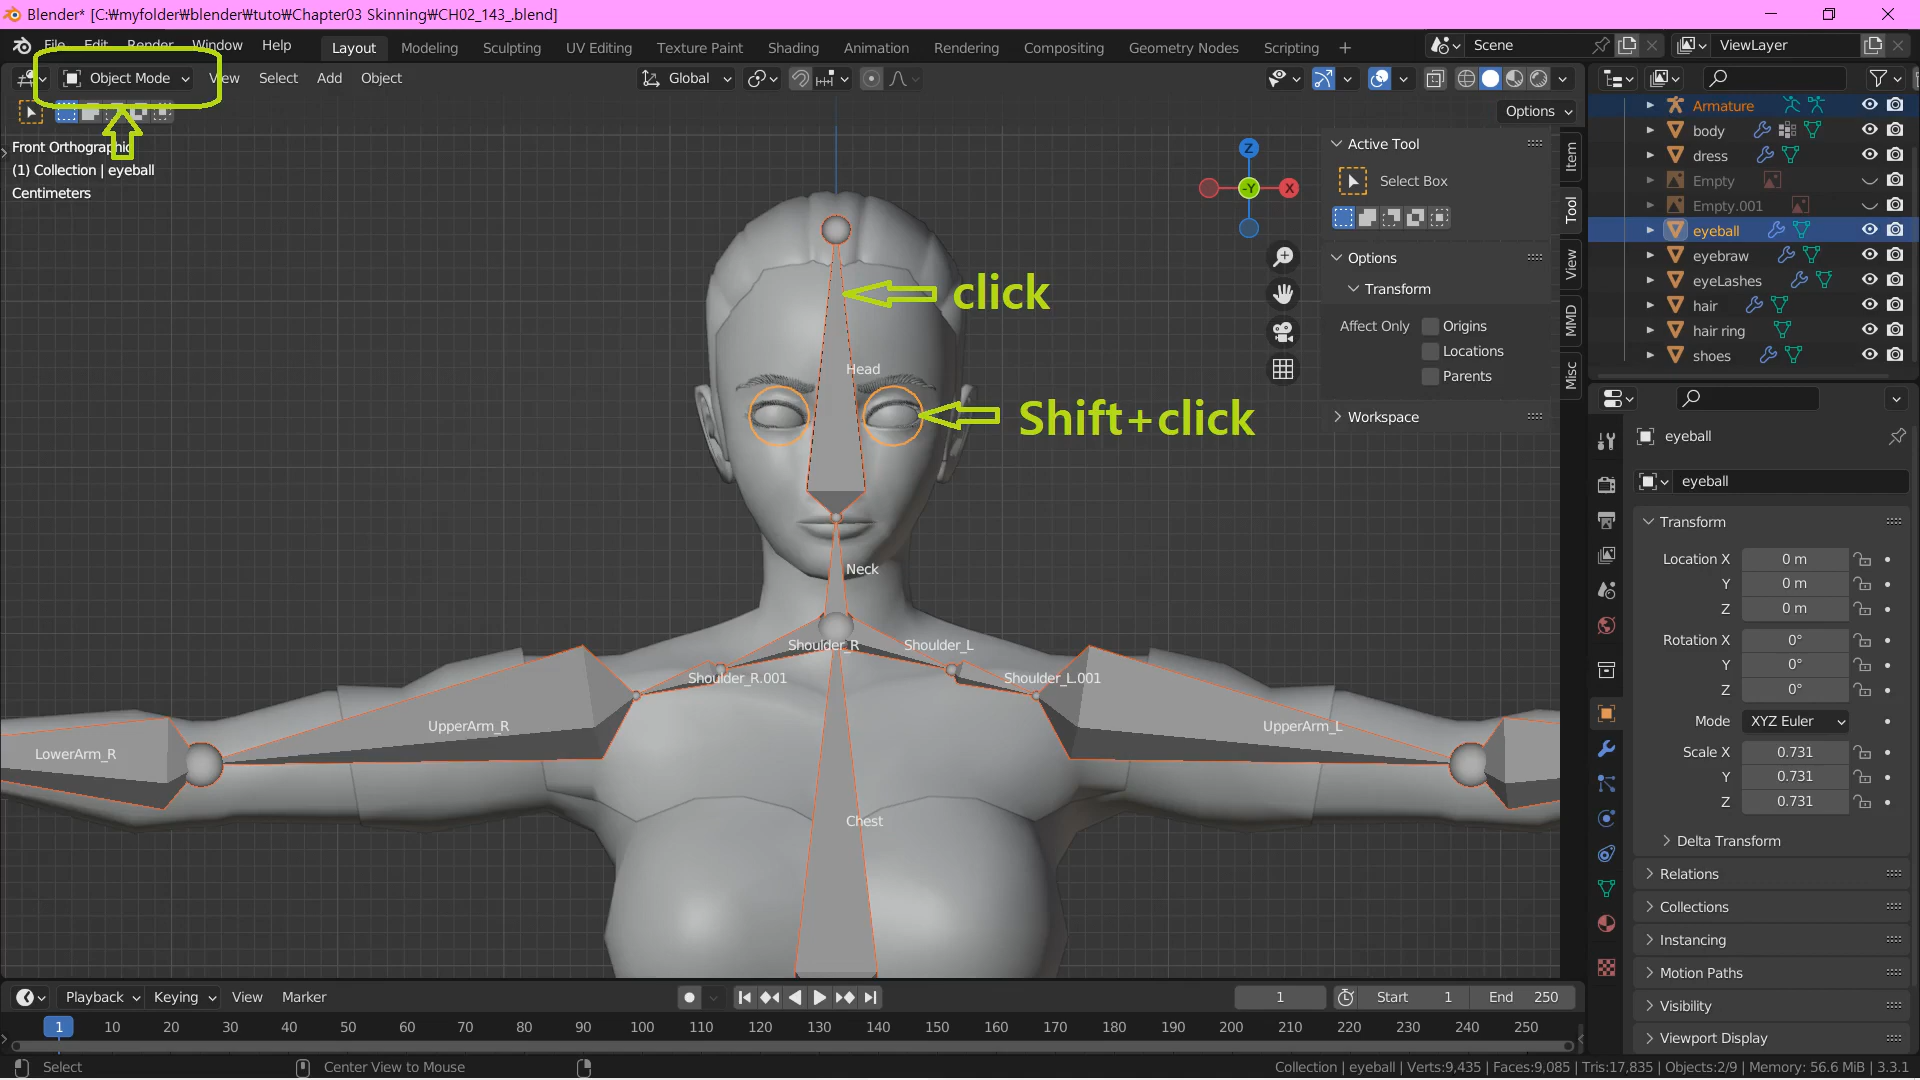 Blender* [C:₩myfolder₩blender₩tuto₩Chapter03 Skinning₩CH02_143_.blend]
File Edit Render Window Help
Layout Modeling Sculpting UV Editing Texture Paint Shading Animation Rendering Compositing Geometry Nodes Scripting +
Scene
ViewLayer
Object Mode View Select Add Object
Global
Options
Front Orthographic
(1) Collection | eyeball
Centimeters
Z
-Y
X
click
Shift+click
Head
Neck
Shoulder_R
Shoulder_L
Shoulder_R.001
Shoulder_L.001
UpperArm_R
UpperArm_L
LowerArm_R
Chest
Active Tool
Select Box
Options
Transform
Affect Only Origins
Locations
Parents
Workspace
Item
Tool
View
MMD
Misc
Armature
body
dress
Empty
Empty.001
eyeball
eyebraw
eyeLashes
hair
hair ring
shoes
eyeball
eyeball
Transform
Location X 0 m
Y 0 m
Z 0 m
Rotation X 0°
Y 0°
Z 0°
Mode XYZ Euler
Scale X 0.731
Y 0.731
Z 0.731
Delta Transform
Relations
Collections
Instancing
Motion Paths
Visibility
Viewport Display
Playback Keying View Marker
1 Start 1 End 250
1 10 20 30 40 50 60 70 80 90 100 110 120 130 140 150 160 170 180 190 200 210 220 230 240 250
Select
Center View to Mouse
Collection | eyeball | Verts:9,435 | Faces:9,085 | Tris:17,835 | Objects:2/9 | Memory: 56.6 MiB | 3.3.1